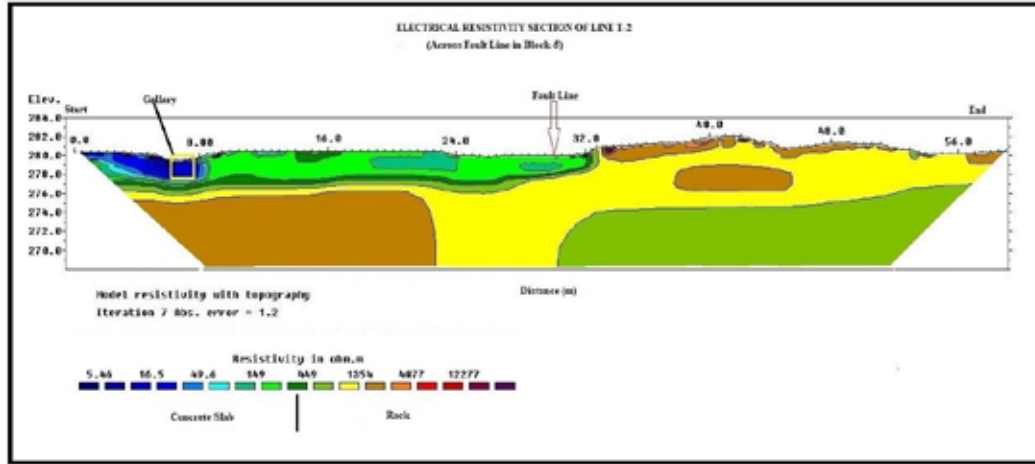 ELECTRICAL RESISTIVITY SECTION OF LINE T-2
(Across Fault Line in Block 6)
Elev.
Start
Gallary
Fault Line
End
284.0
282.0
280.0
278.0
276.0
274.0
272.0
270.0
0.0
8.00
16.0
24.0
32.0
40.0
48.0
56.0
Model resistivity with topography
Iteration 7 Abs. error = 1.2
Distance (m)
Resistivity in ohm.m
5.46 16.5 49.6 149 449 1354 4077 12277
Concrete Slab
Rock